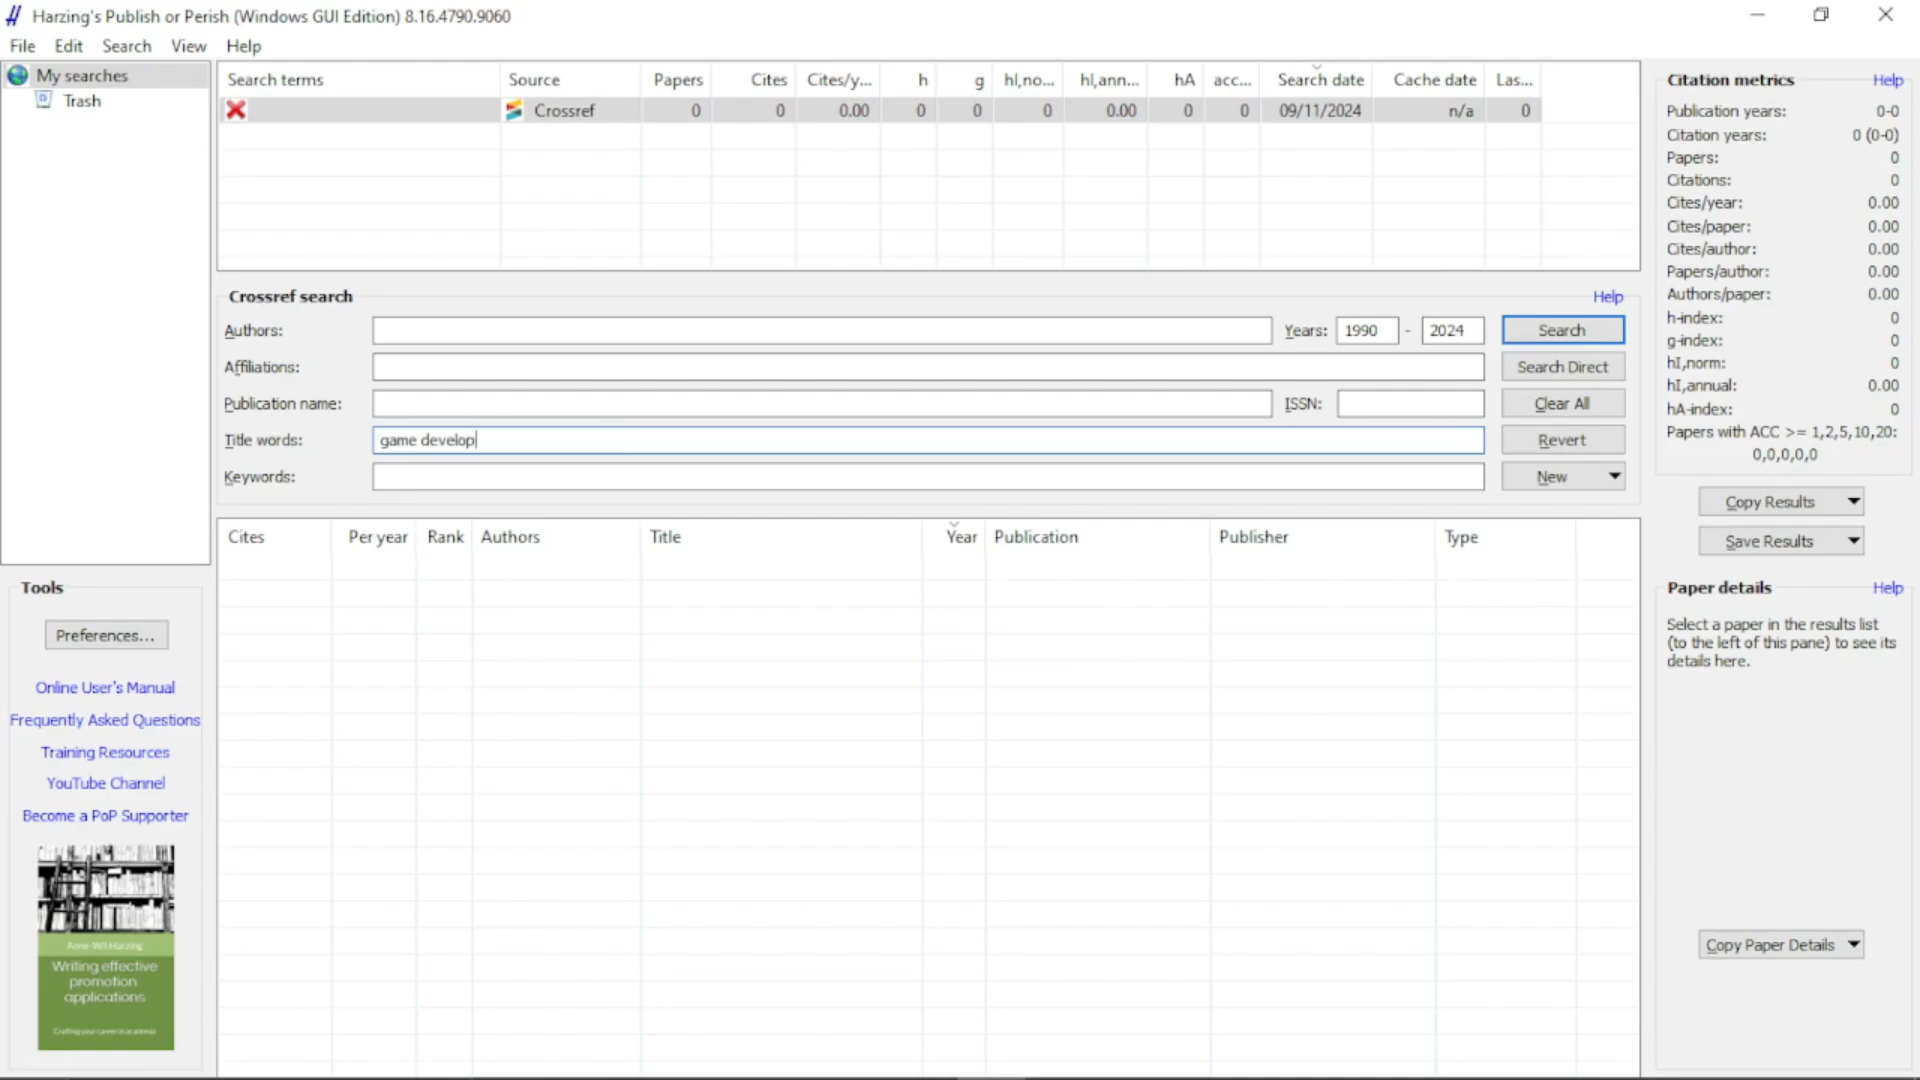 Harzing's Publish or Perish (Windows GUI Edition) 8.16.4790.9060
File Edit Search View Help
My searches
Trash
Search terms Source Papers Cites Cites/y... h g hI,no... hI,ann... hA acc... Search date Cache date Las...
Crossref 0 0 0.00 0 0 0 0.00 0 0 09/11/2024 n/a 0
Crossref search Help
Authors: Years: 1990 - 2024 Search
Affiliations: Search Direct
Publication name: ISSN: Clear All
Title words: game develop Revert
Keywords: New
Cites Per year Rank Authors Title Year Publication Publisher Type
Citation metrics Help
Publication years: 0-0
Citation years: 0 (0-0)
Papers: 0
Citations: 0
Cites/year: 0.00
Cites/paper: 0.00
Cites/author: 0.00
Papers/author: 0.00
Authors/paper: 0.00
h-index: 0
g-index: 0
hI,norm: 0
hI,annual: 0.00
hA-index: 0
Papers with ACC >= 1,2,5,10,20:
0,0,0,0,0
Copy Results
Save Results
Tools
Preferences...
Online User's Manual
Frequently Asked Questions
Training Resources
YouTube Channel
Become a PoP Supporter
Anne-Wil Harzing
Writing effective
promotion
applications
Crafting your career in academia
Paper details Help
Select a paper in the results list
(to the left of this pane) to see its
details here.
Copy Paper Details